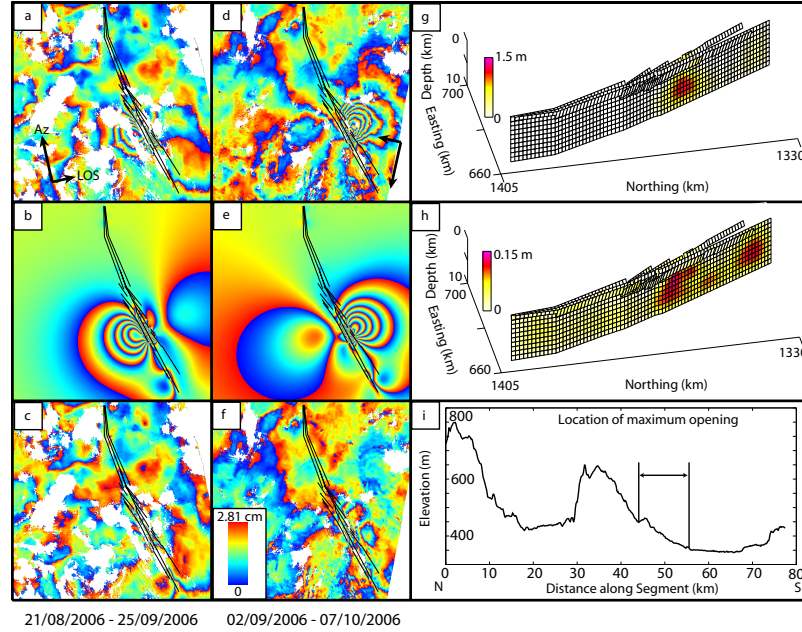 a
Az
LOS
b
c
21/08/2006 - 25/09/2006
d
e
f
2.81 cm
0
02/09/2006 - 07/10/2006
g
0
Depth (km)
10
700
1.5 m
0
Easting (km)
660
1405
Northing (km)
1330
h
0
Depth (km)
10
700
0.15 m
0
Easting (km)
660
1405
Northing (km)
1330
i
800
Location of maximum opening
Elevation (m)
600
400
0 10 20 30 40 50 60 70 80
N Distance along Segment (km) S